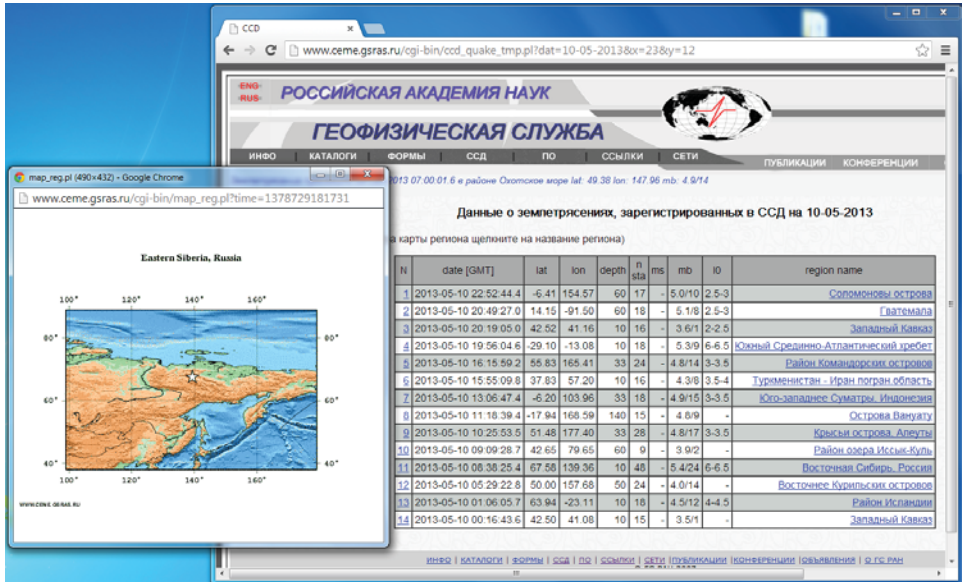 CCD
www.ceme.gsras.ru/cgi-bin/ccd_quake_tmp.pl?dat=10-05-2013&x=23&y=12
ENG
RUS
РОССИЙСКАЯ АКАДЕМИЯ НАУК
ГЕОФИЗИЧЕСКАЯ СЛУЖБА
ИНФО | КАТАЛОГИ | ФОРМЫ | ССД | ПО | ССЫЛКИ | СЕТИ ПУБЛИКАЦИИ КОНФЕРЕНЦИИ
2013 07:00:01.6 в районе Охотское море lat: 49.38 lon: 147.96 mb: 4.9/14
Данные о землетрясениях, зарегистрированных в ССД на 10-05-2013
карты региона щелкните на название региона)
N date [GMT] lat lon depth n sta ms mb I0 region name
1 2013-05-10 22:52:44.4 -6.41 154.57 60 17 - 5.0/10 2.5-3 Соломоновы острова
2 2013-05-10 20:49:27.0 14.15 -91.50 60 18 - 5.1/8 2.5-3 Гватемала
3 2013-05-10 20:19:05.0 42.52 41.16 10 16 - 3.6/1 2-2.5 Западный Кавказ
4 2013-05-10 19:56:04.6 -29.10 -13.08 10 18 - 5.3/9 6-6.5 Южный Срединно-Атлантический хребет
5 2013-05-10 16:15:59.2 55.83 165.41 33 24 - 4.8/14 3-3.5 Район Командорских островов
6 2013-05-10 15:55:09.8 37.83 57.20 10 16 - 4.3/8 3.5-4 Туркменистан - Иран погран.область
7 2013-05-10 13:06:47.4 -6.20 103.96 33 18 - 4.9/15 3-3.5 Юго-западнее Суматры, Индонезия
8 2013-05-10 11:18:39.4 -17.94 168.59 140 15 - 4.8/9 - Острова Вануату
9 2013-05-10 10:25:53.5 51.48 177.40 33 28 - 4.8/17 3-3.5 Крысьи острова, Алеуты
10 2013-05-10 09:09:28.7 42.65 79.65 60 9 - 3.9/2 - Район озера Иссык-Куль
11 2013-05-10 08:38:25.4 67.58 139.36 10 48 - 5.4/24 6-6.5 Восточная Сибирь, Россия
12 2013-05-10 05:29:22.8 50.00 157.68 50 24 - 4.0/14 - Восточнее Курильских островов
13 2013-05-10 01:06:05.7 63.94 -23.11 10 18 - 4.5/12 4-4.5 Район Исландии
14 2013-05-10 00:16:43.6 42.50 41.08 10 15 - 3.5/1 - Западный Кавказ
ИНФО | КАТАЛОГИ | ФОРМЫ | ССД | ПО | ССЫЛКИ | СЕТИ |ПУБЛИКАЦИИ |КОНФЕРЕНЦИИ |ОБЪЯВЛЕНИЯ | О ГС РАН
map_reg.pl (490×432) - Google Chrome
www.ceme.gsras.ru/cgi-bin/map_reg.pl?time=1378729181731
Eastern Siberia, Russia
100° 120° 140° 160°
80° 80°
60° 60°
40° 40°
100° 120° 140° 160°
WWW.CEME.GSRAS.RU